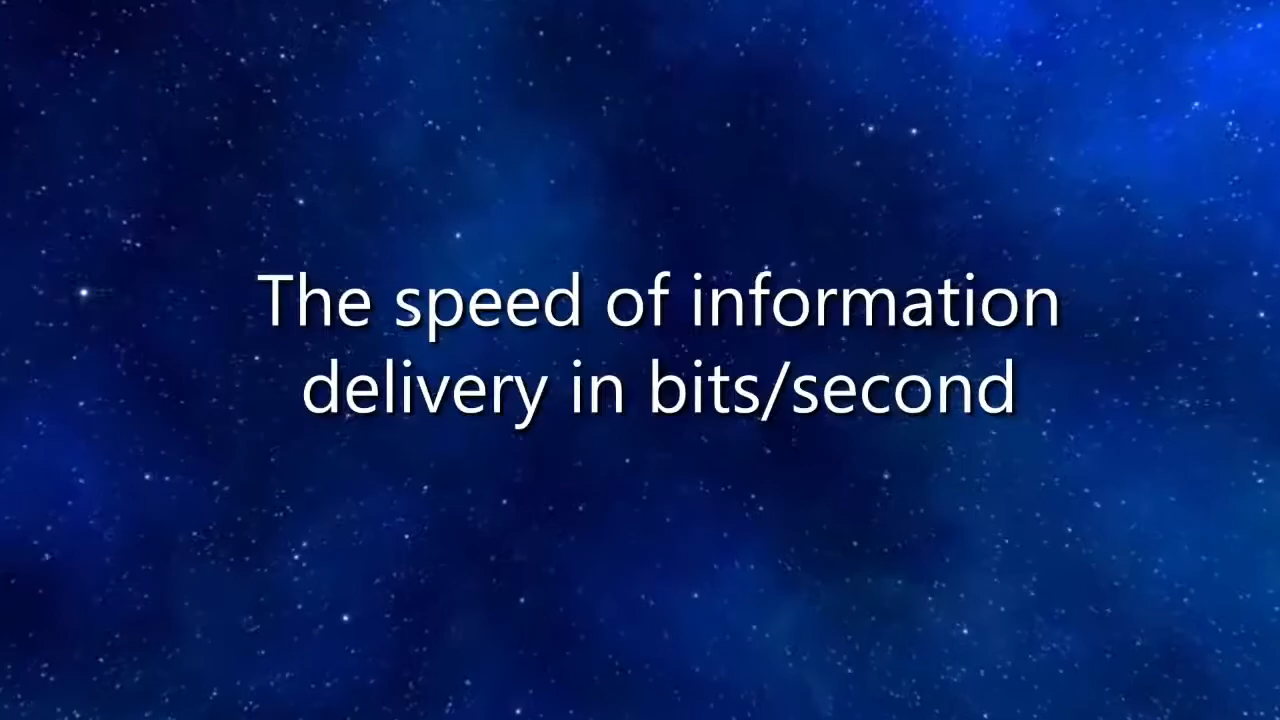 The speed of information
delivery in bits/second